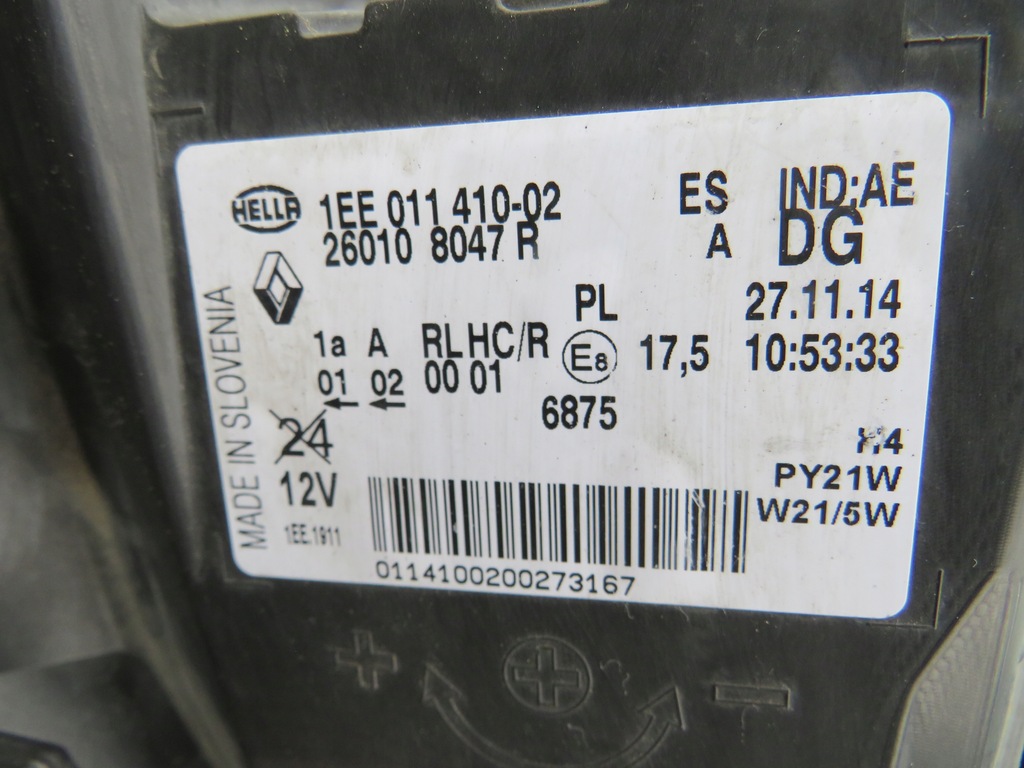 HELLA 1EE 011 410-02 ES IND:AE
26010 8047 R A DG
PL 27.11.14
1a A RL HC/R E8 17,5 10:53:33
01 02 00 01
6875
24
12V
H4
PY21W
W21/5W
1EE.1911
0114100200273167
MADE IN SLOVENIA